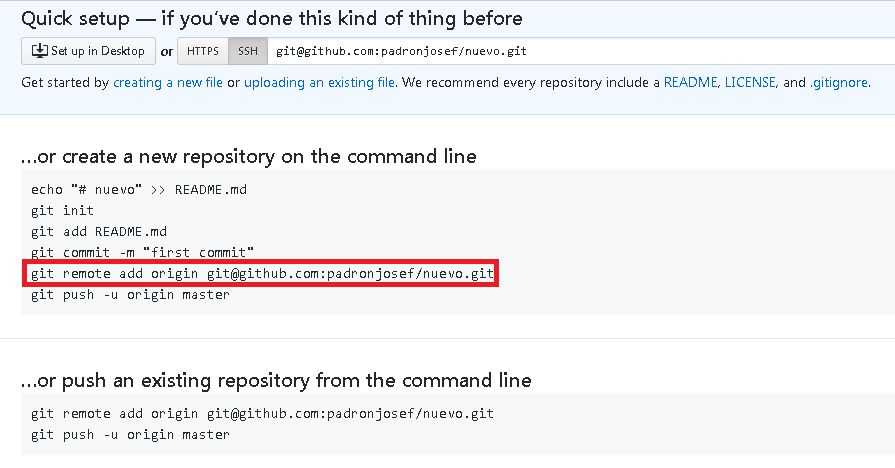 Quick setup — if you've done this kind of thing before
Set up in Desktop or HTTPS SSH git@github.com:padronjosef/nuevo.git
Get started by creating a new file or uploading an existing file. We recommend every repository include a README, LICENSE, and .gitignore.
...or create a new repository on the command line
echo "# nuevo" >> README.md
git init
git add README.md
git commit -m "first commit"
git remote add origin git@github.com:padronjosef/nuevo.git
git push -u origin master
...or push an existing repository from the command line
git remote add origin git@github.com:padronjosef/nuevo.git
git push -u origin master